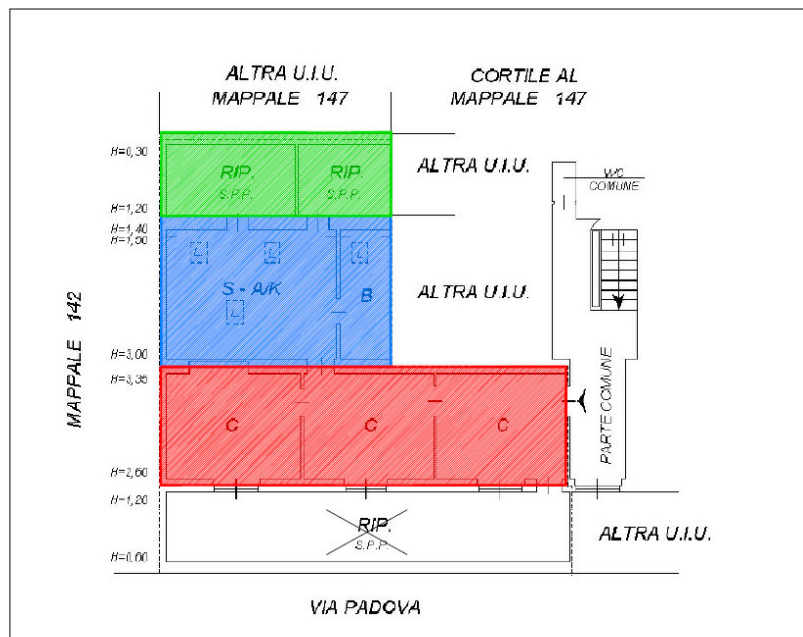 ALTRA U.I.U.
MAPPALE 147
CORTILE AL
MAPPALE 147
H=0,30
RIP.
S.P.P.
RIP.
S.P.P.
ALTRA U.I.U.
WC
COMUNE
H=1,20
H=1,40
H=1,50
L
L
L
S - A/K
B
L
ALTRA U.I.U.
MAPPALE 142
H=3,00
H=3,35
C
C
C
PARTE COMUNE
H=2,60
H=1,20
RIP.
S.P.P.
ALTRA U.I.U.
H=0,60
VIA PADOVA